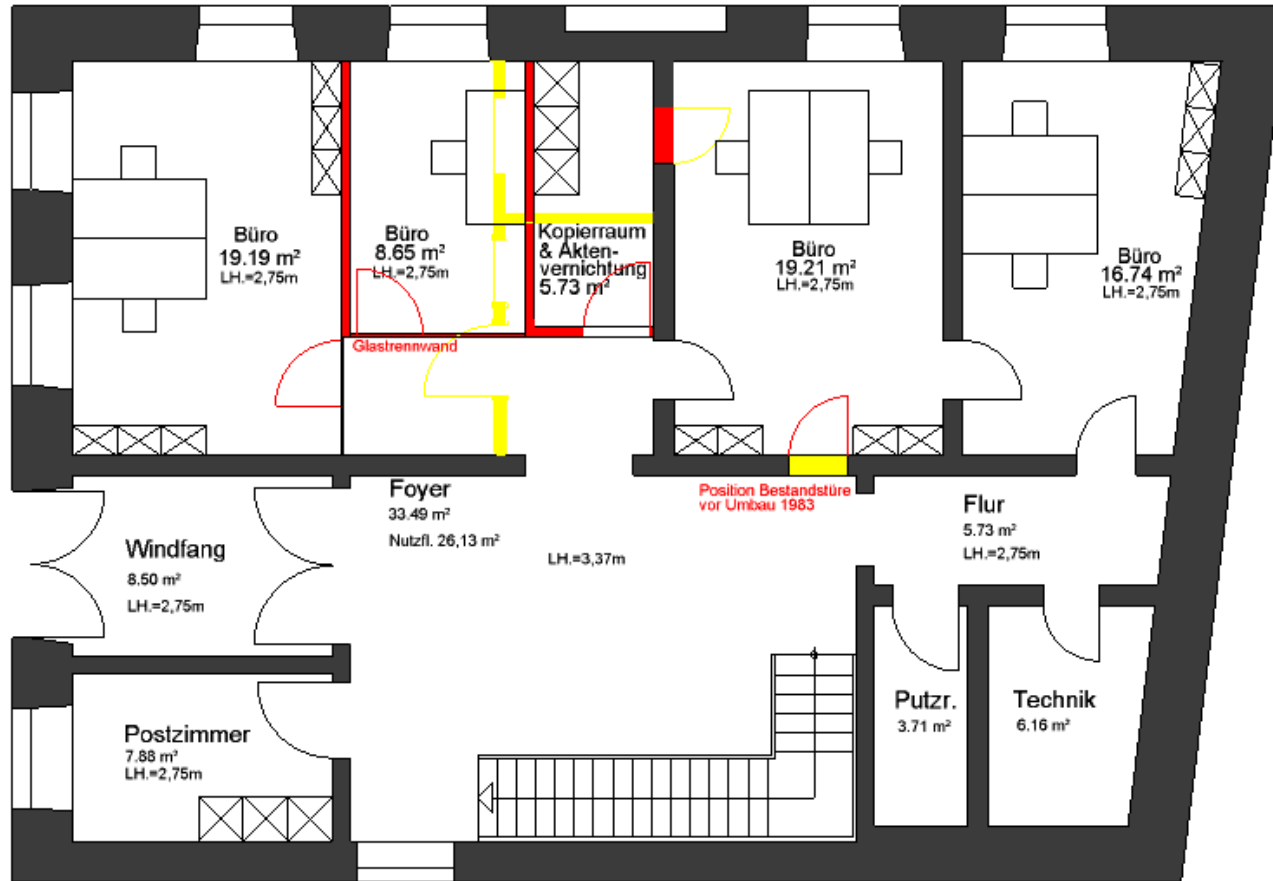 Büro
19.19 m²
LH.=2,75m
Büro
8.65 m²
LH.=2,75m
Kopierraum
& Akten-
vernichtung
5.73 m²
Büro
19.21 m²
LH.=2,75m
Büro
16.74 m²
LH.=2,75m
Glastrennwand
Foyer
33.49 m²
Nutzfl. 26,13 m²
LH.=3,37m
Position Bestandstüre
vor Umbau 1983
Flur
5.73 m²
LH.=2,75m
Windfang
8.50 m²
LH.=2,75m
Postzimmer
7.88 m²
LH.=2,75m
Putzr.
3.71 m²
Technik
6.16 m²